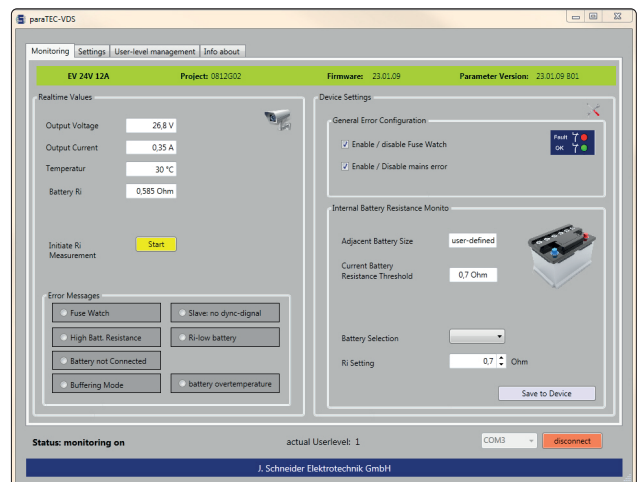 paraTEC-VDS
Monitoring Settings User-level management Info about
EV 24V 12A Project: 0812G02 Firmware: 23.01.09 Parameter Version: 23.01.09 B01
Realtime Values
Output Voltage 26,8 V
Output Current 0,35 A
Temperatur 30 °C
Battery Ri 0,585 Ohm
Initiate Ri
Measurement
Start
Error Messages
Fuse Watch
Slave: no dync-dignal
High Batt. Resistance
Ri-low battery
Battery not Connected
Buffering Mode
battery overtemperature
Device Settings
General Error Configuration
Enable / disable Fuse Watch
Enable / Disable mains error
Fault
OK
Internal Battery Resistance Monito
Adjacent Battery Size user-defined
Current Battery
Resistance Threshold 0,7 Ohm
Battery Selection
Ri Setting 0,7 Ohm
Save to Device
Status: monitoring on actual Userlevel: 1 COM3 disconnect
J. Schneider Elektrotechnik GmbH